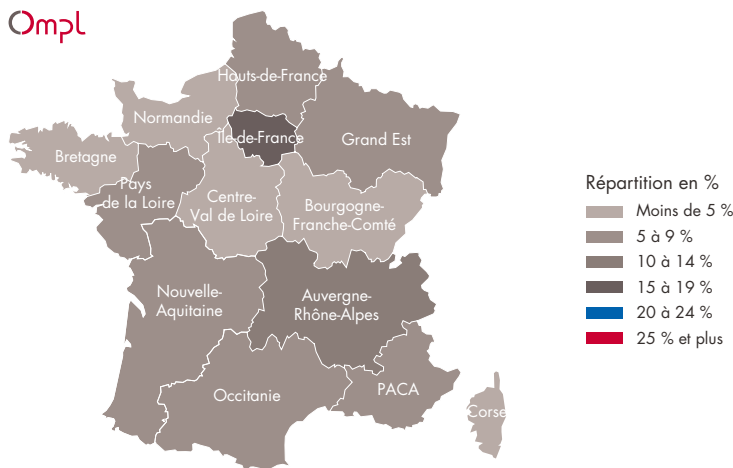 Ompl
Hauts-de-France
Normandie
Île-de-France
Grand Est
Bretagne
Pays
de la Loire
Centre-
Val de Loire
Bourgogne-
Franche-Comté
Nouvelle-
Aquitaine
Auvergne-
Rhône-Alpes
Occitanie
PACA
Corse
Répartition en %
Moins de 5 %
5 à 9 %
10 à 14 %
15 à 19 %
20 à 24 %
25 % et plus